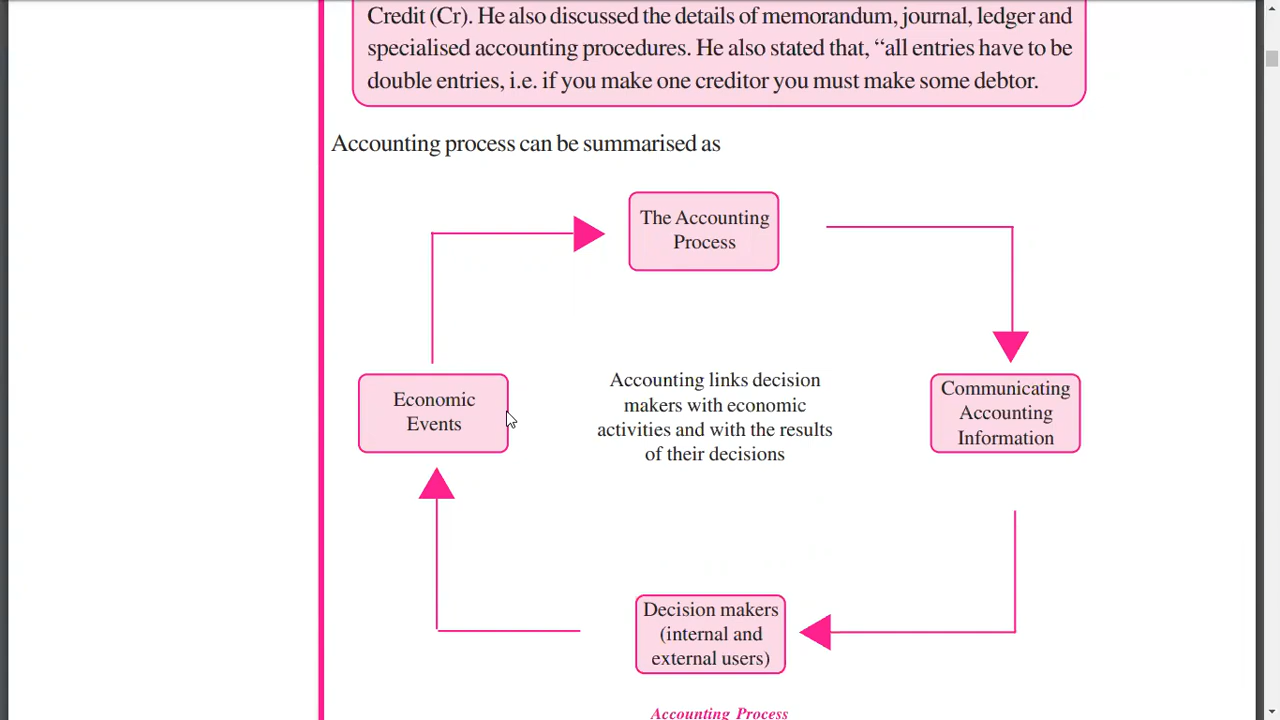 Credit (Cr). He also discussed the details of memorandum, journal, ledger and
specialised accounting procedures. He also stated that, “all entries have to be
double entries, i.e. if you make one creditor you must make some debtor.
Accounting process can be summarised as
The Accounting
Process
Economic
Events
Accounting links decision
makers with economic
activities and with the results
of their decisions
Communicating
Accounting
Information
Decision makers
(internal and
external users)
Accounting Process